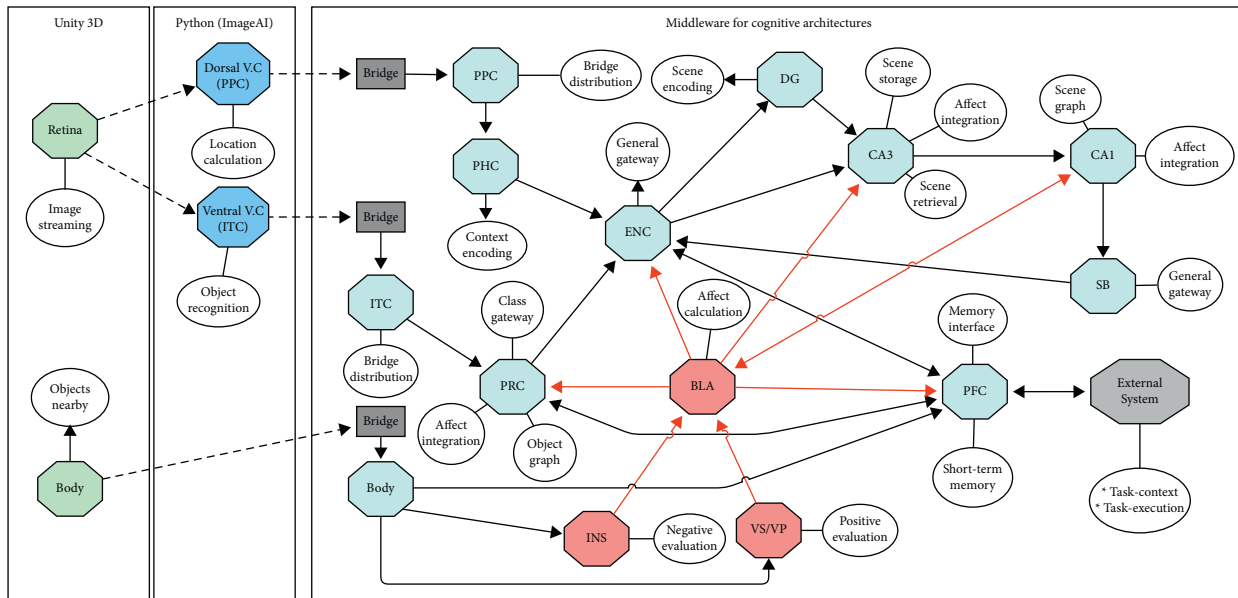 Unity 3D
Python (ImageAI)
Middleware for cognitive architectures
Retina
Image
streaming
Objects
nearby
Body
Dorsal V.C
(PPC)
Location
calculation
Ventral V.C
(ITC)
Object
recognition
Bridge
PPC
Bridge
distribution
PHC
Context
encoding
Bridge
ITC
Bridge
distribution
Class
gateway
PRC
Affect
integration
Object
graph
Bridge
Body
General
gateway
ENC
Scene
encoding
DG
Scene
storage
CA3
Affect
integration
Scene
retrieval
Scene
graph
CA1
Affect
integration
SB
General
gateway
Affect
calculation
BLA
Memory
interface
PFC
Short-term
memory
External
System
* Task-context
* Task-execution
INS
Negative
evaluation
VS/VP
Positive
evaluation